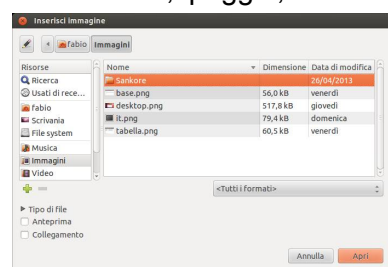 Inserisci immagine
fabio Immagini
Risorse
Ricerca
Usati di rece...
fabio
Scrivania
File system
Musica
Immagini
Video
Nome Dimensione Data di modifica
Sankore 26/04/2013
base.png 56,0 kB venerdì
desktop.png 517,8 kB giovedì
it.png 79,4 kB domenica
tabella.png 60,5 kB venerdì
<Tutti i formati>
Tipo di file
Anteprima
Collegamento
Annulla Apri